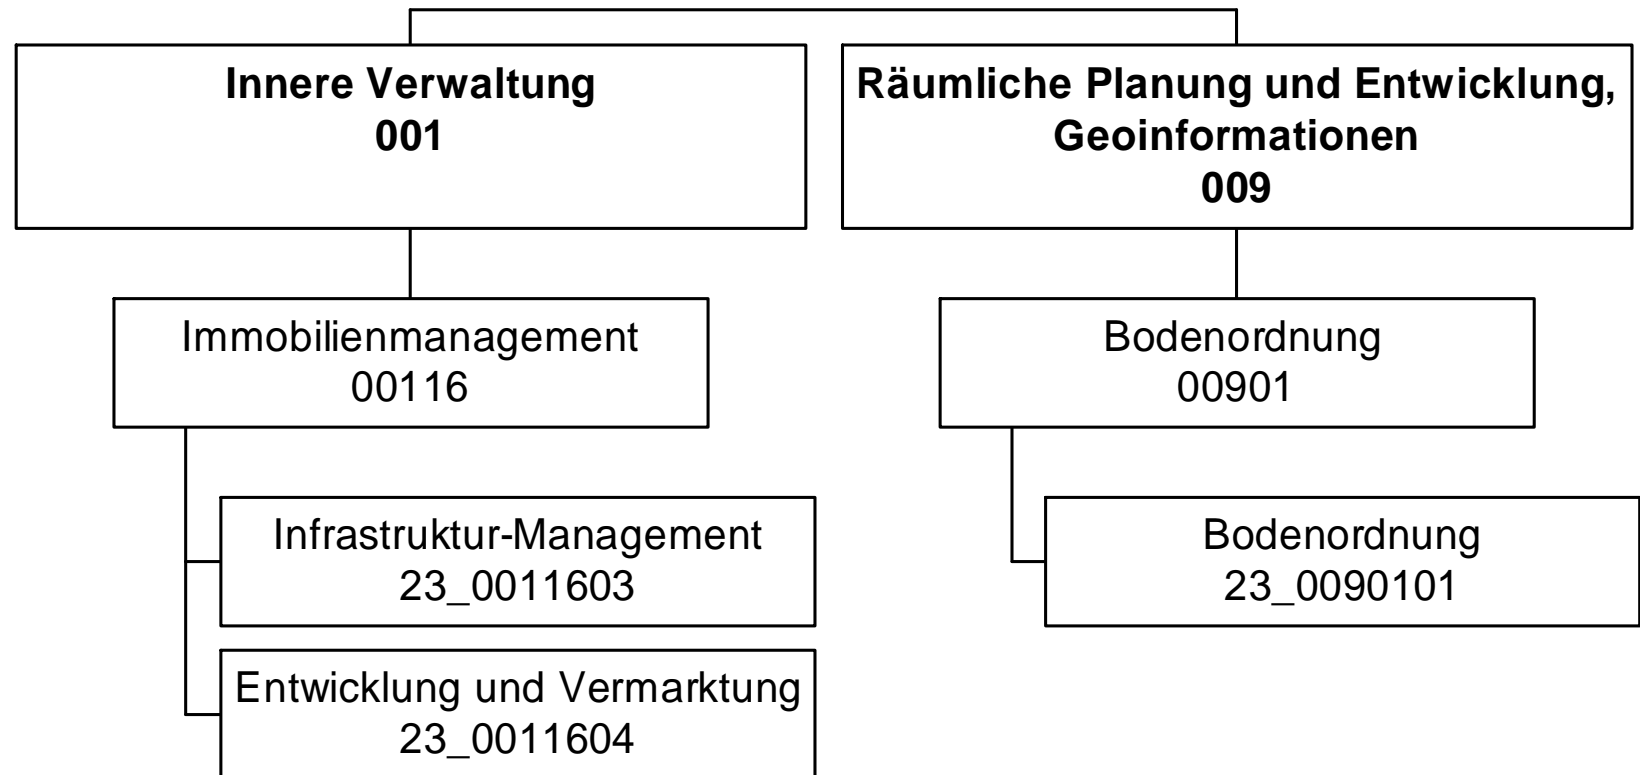 Innere Verwaltung
001
Räumliche Planung und Entwicklung,
Geoinformationen
009
Immobilienmanagement
00116
Bodenordnung
00901
Infrastruktur-Management
23_0011603
Bodenordnung
23_0090101
Entwicklung und Vermarktung
23_0011604